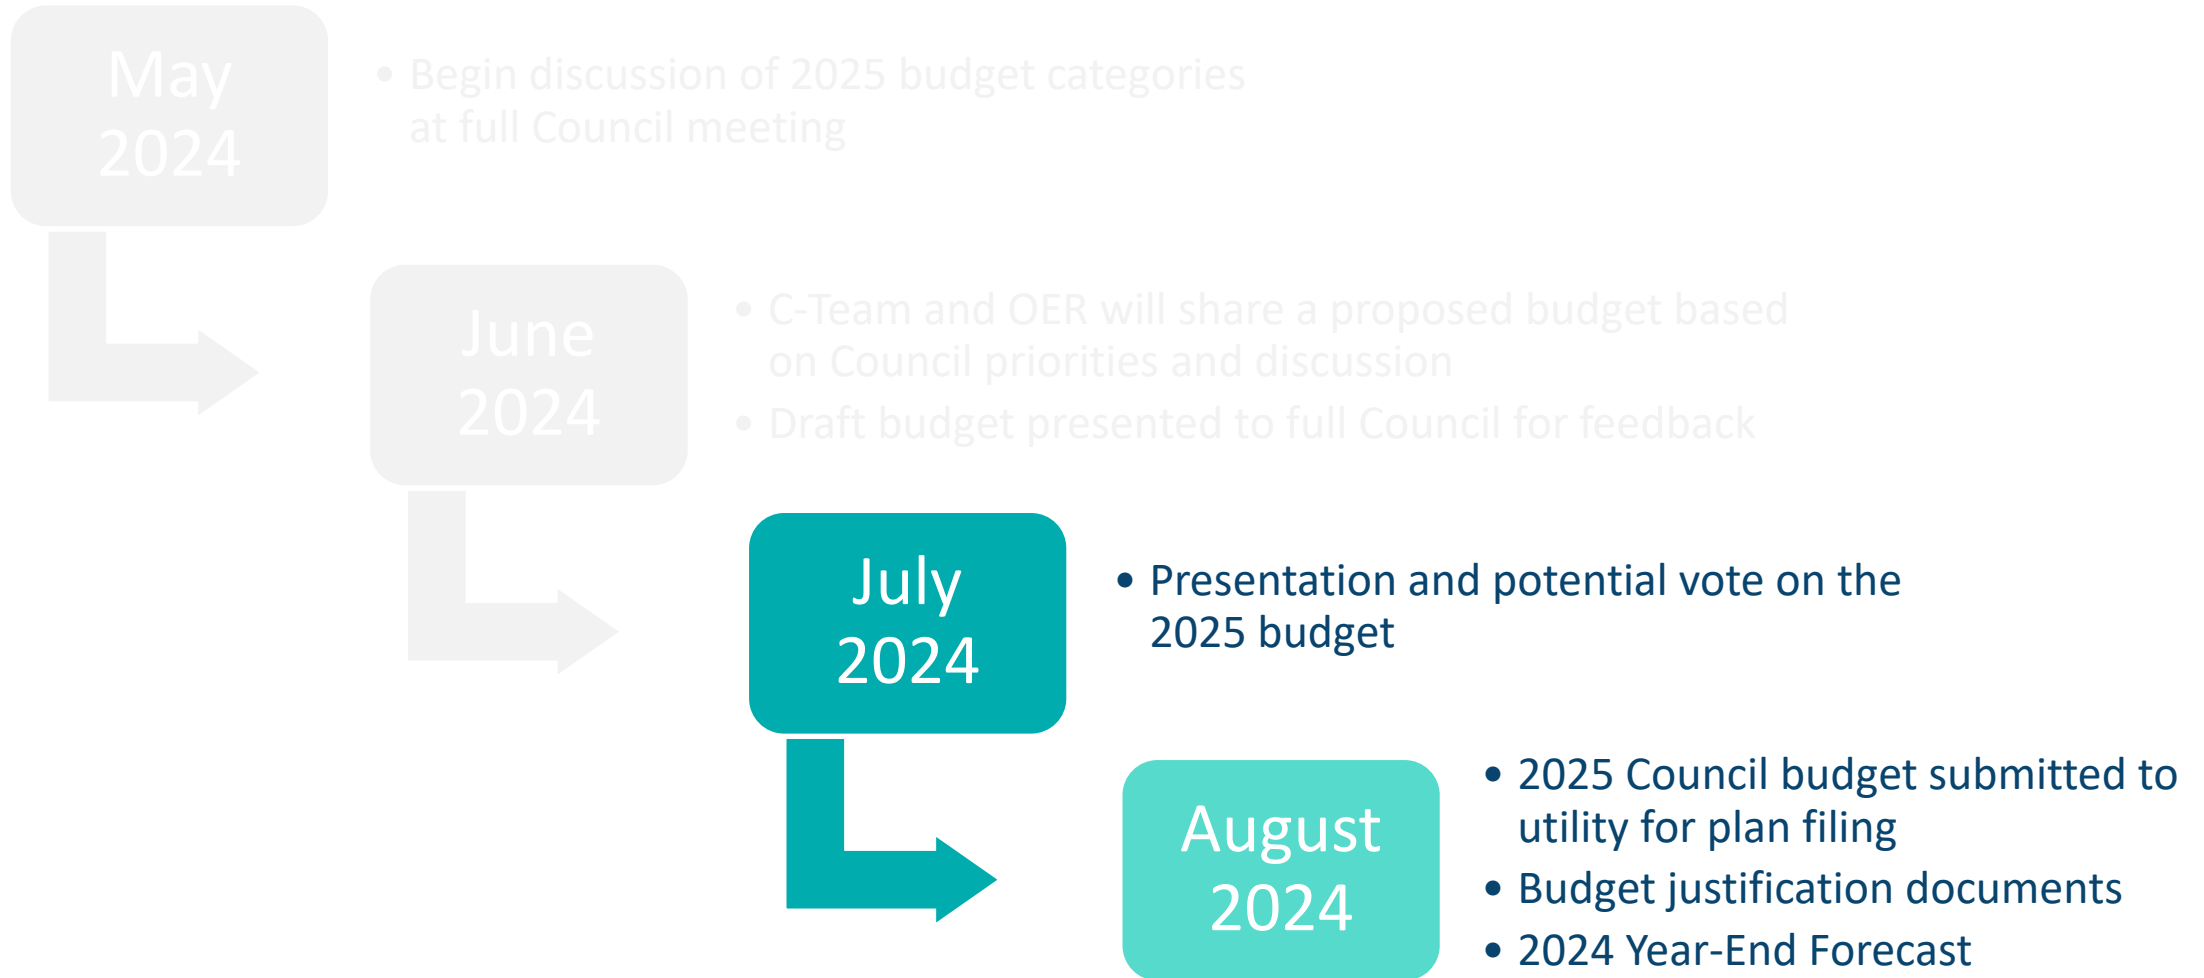 May
2024
• Begin discussion of 2025 budget categories
at full Council meeting
June
2024
• C-Team and OER will share a proposed budget based
on Council priorities and discussion
• Draft budget presented to full Council for feedback
July
2024
• Presentation and potential vote on the
2025 budget
August
2024
• 2025 Council budget submitted to
utility for plan filing
• Budget justification documents
• 2024 Year-End Forecast